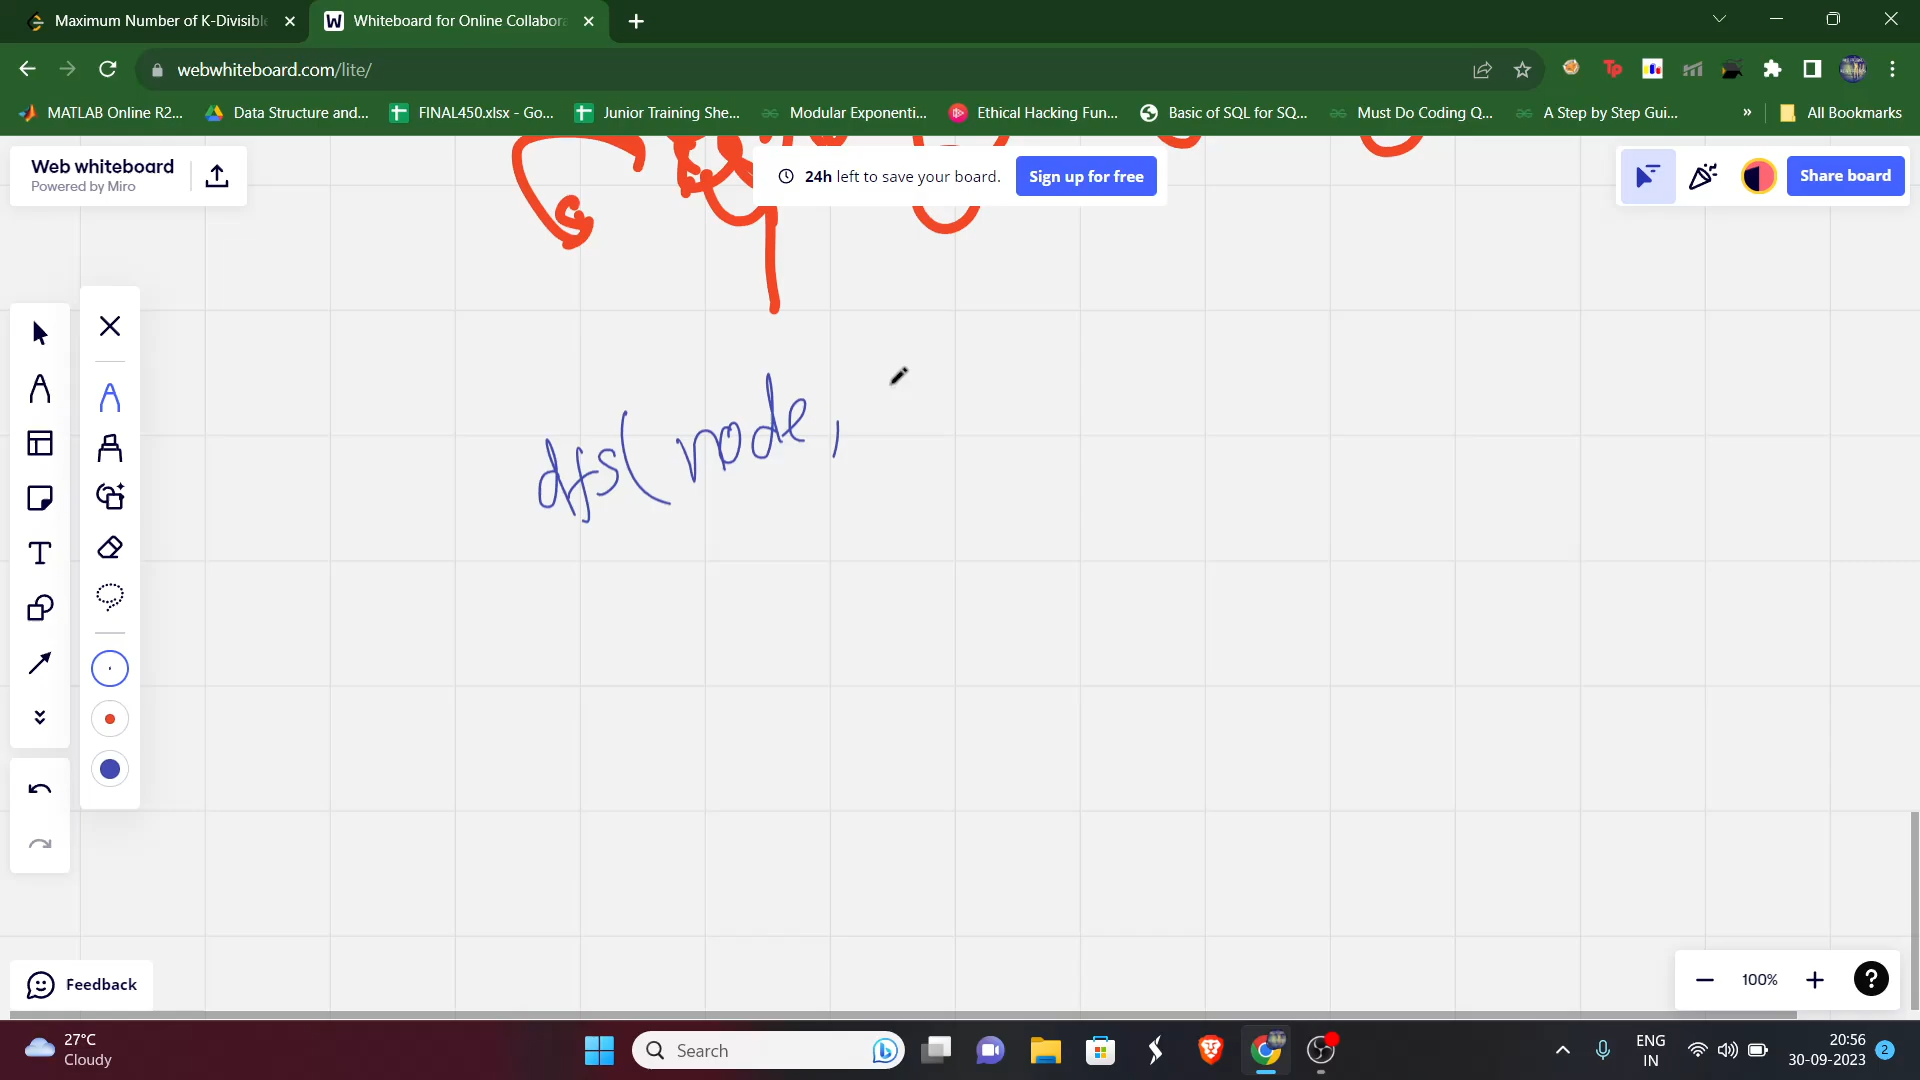 Maximum Number of K-Divisible
Whiteboard for Online Collabora
webwhiteboard.com/lite/
MATLAB Online R2...
Data Structure and...
FINAL450.xlsx - Go...
Junior Training She...
Modular Exponenti...
Ethical Hacking Fun...
Basic of SQL for SQ...
Must Do Coding Q...
A Step by Step Gui...
»
All Bookmarks
Web whiteboard
Powered by Miro
24h left to save your board.
Sign up for free
Share board
dfs( node,
Feedback
100%
27°C
Cloudy
Search
ENG
IN
20:56
30-09-2023
2